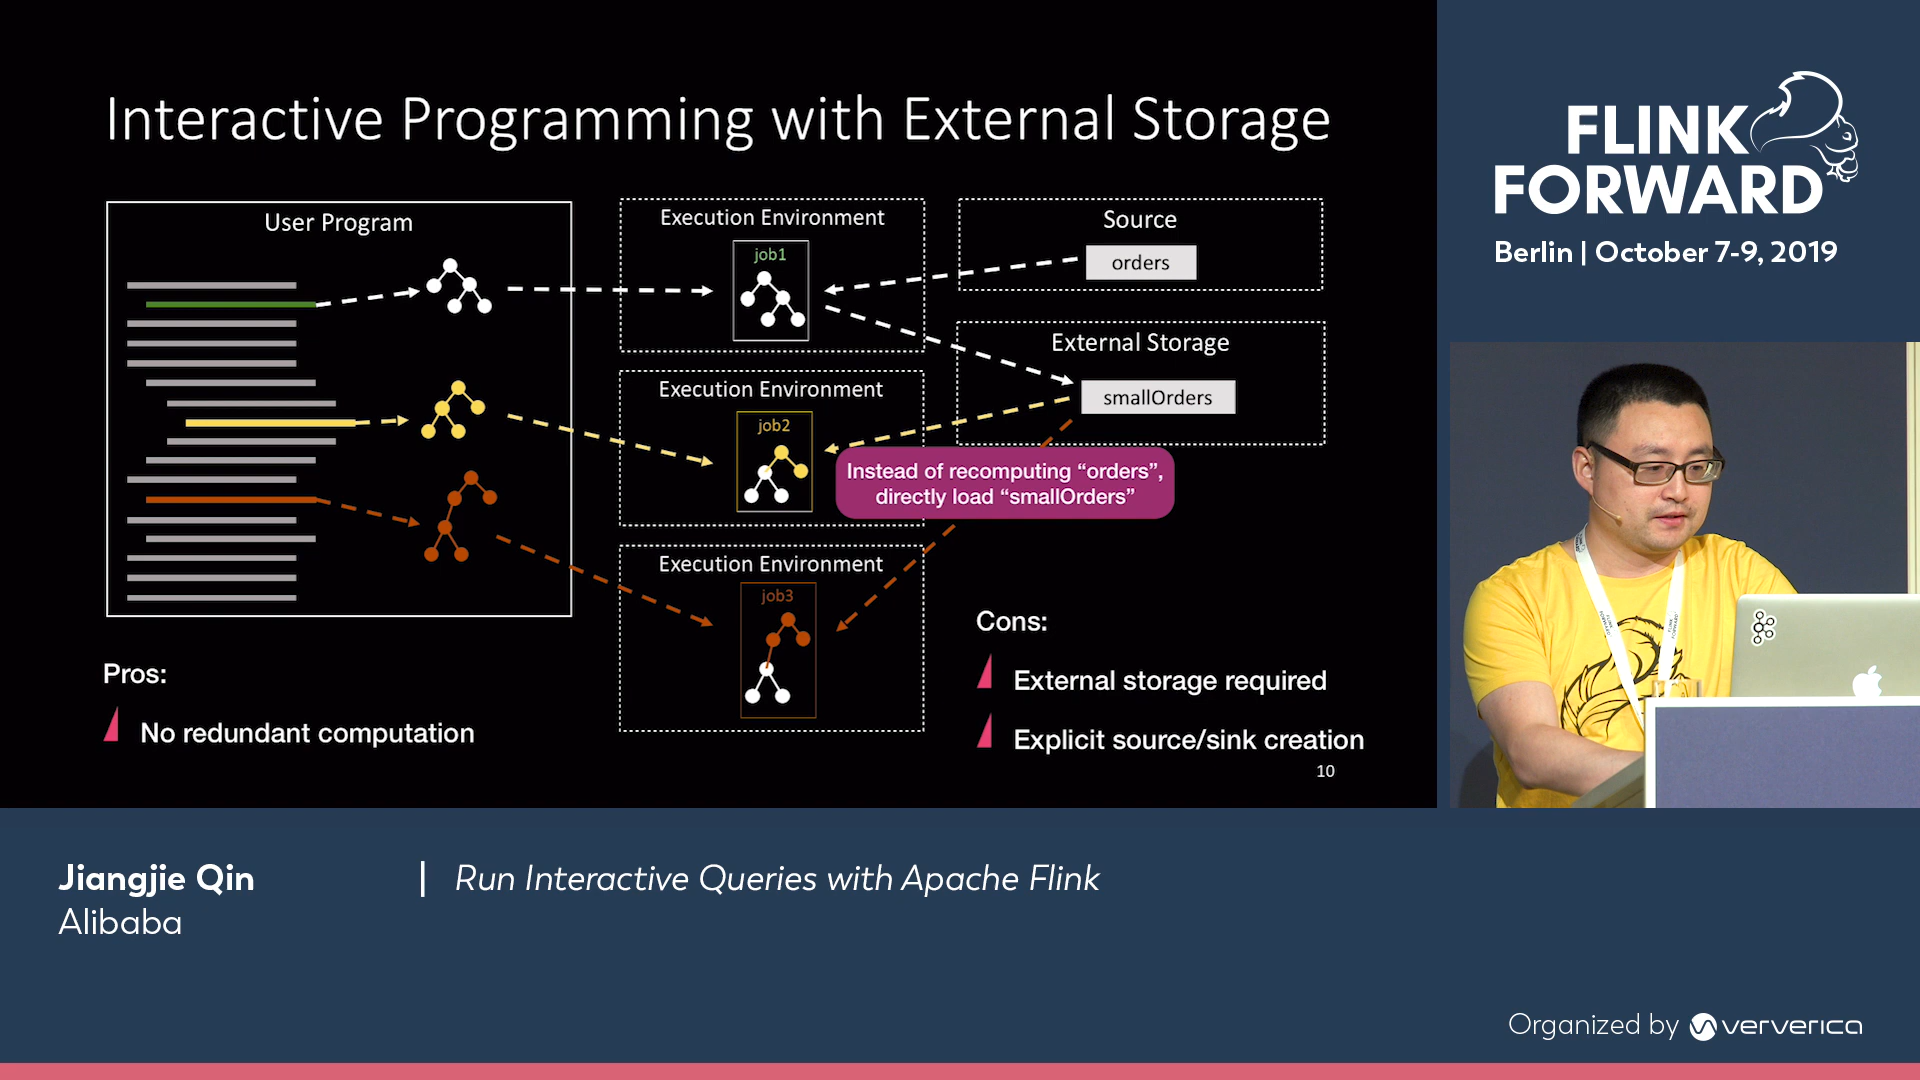 Interactive Programming with External Storage
User Program
Execution Environment
job1
Execution Environment
job2
Execution Environment
job3
Source
orders
External Storage
smallOrders
Instead of recomputing “orders”,
directly load “smallOrders”
Pros:
No redundant computation
Cons:
External storage required
Explicit source/sink creation
10
FLINK
FORWARD
Berlin | October 7-9, 2019
Jiangjie Qin
Alibaba
| Run Interactive Queries with Apache Flink
Organized by ververica